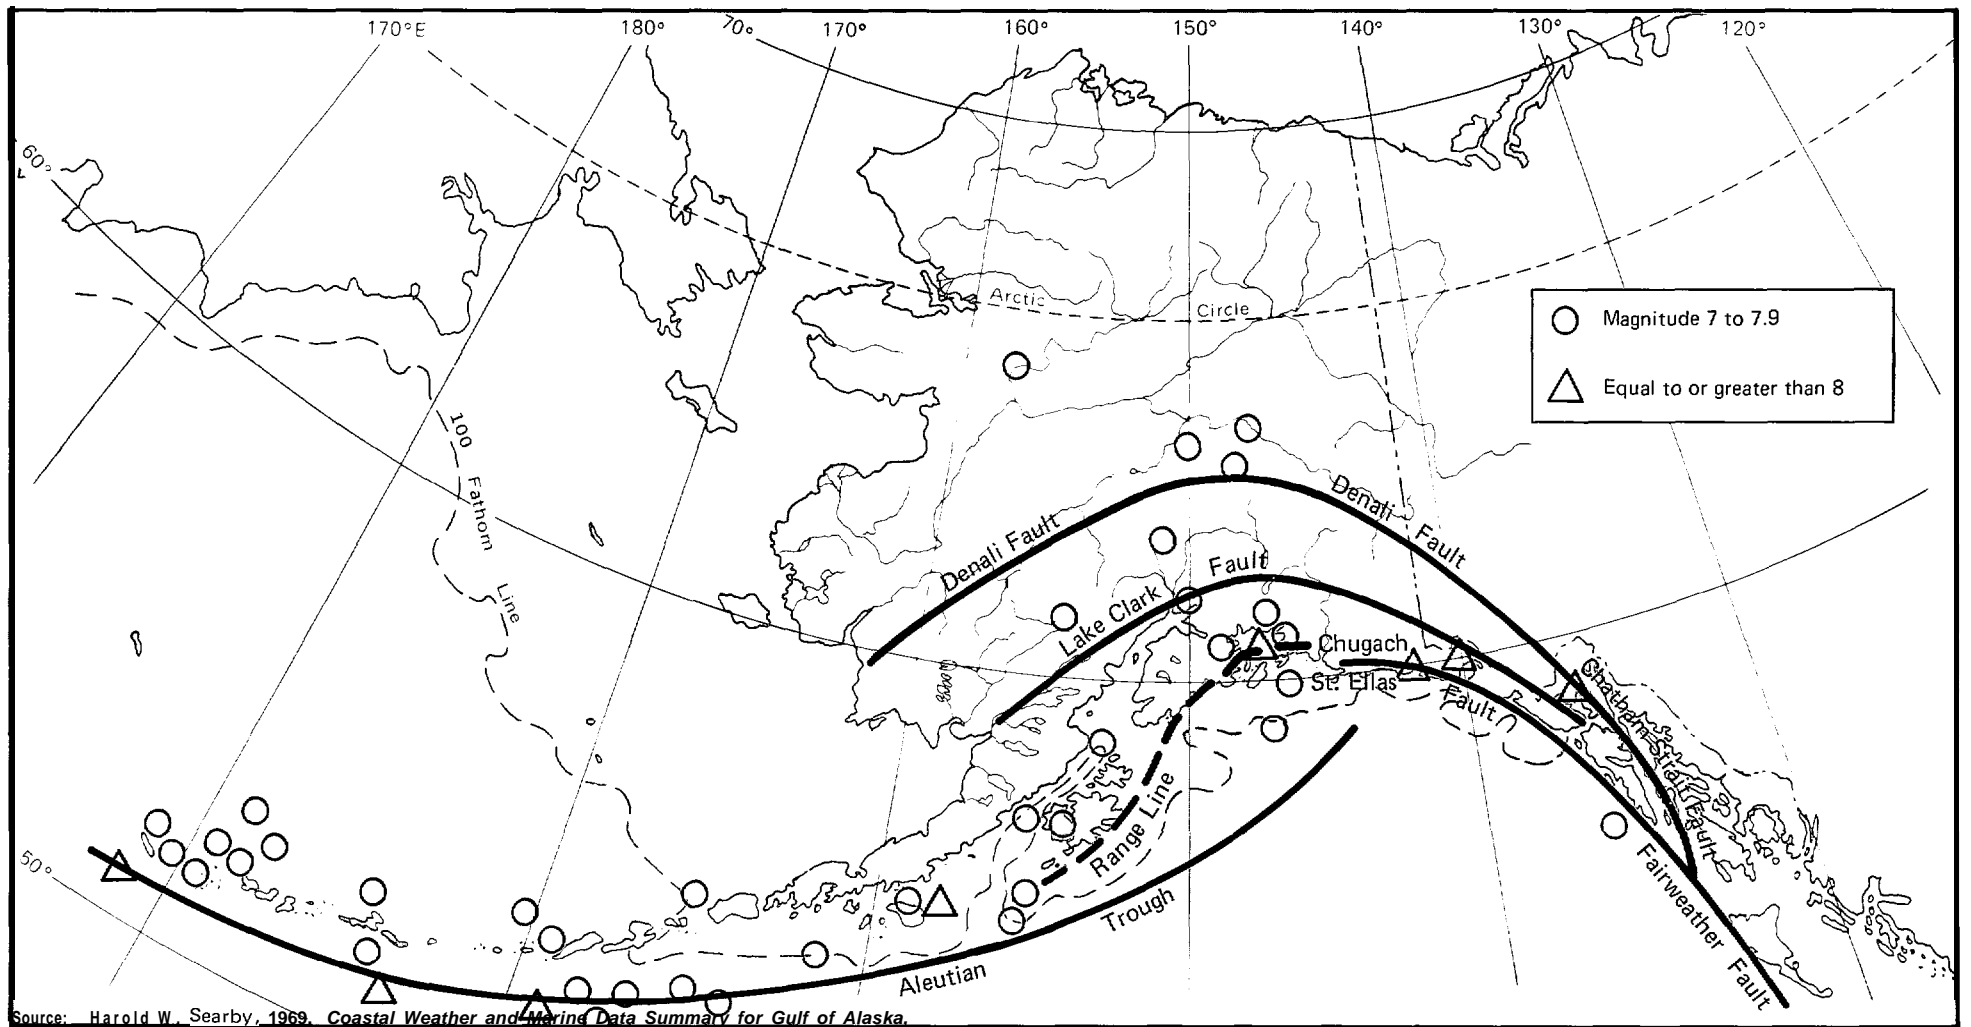 170°E 180° 70° 170° 160° 150° 140° 130° 120°
60°
Arctic Circle
Magnitude 7 to 7.9
Equal to or greater than 8
100 Fathom Line
Denali Fault
Denali Fault
Lake Clark Fault
Chugach
St. Elias
Fault
Chatham Strait Fault
Range Line
50°
Trough
Aleutian
Fairweather Fault
Source: Harold W. Searby, 1969. Coastal Weather and Marine Data Summary for Gulf of Alaska.